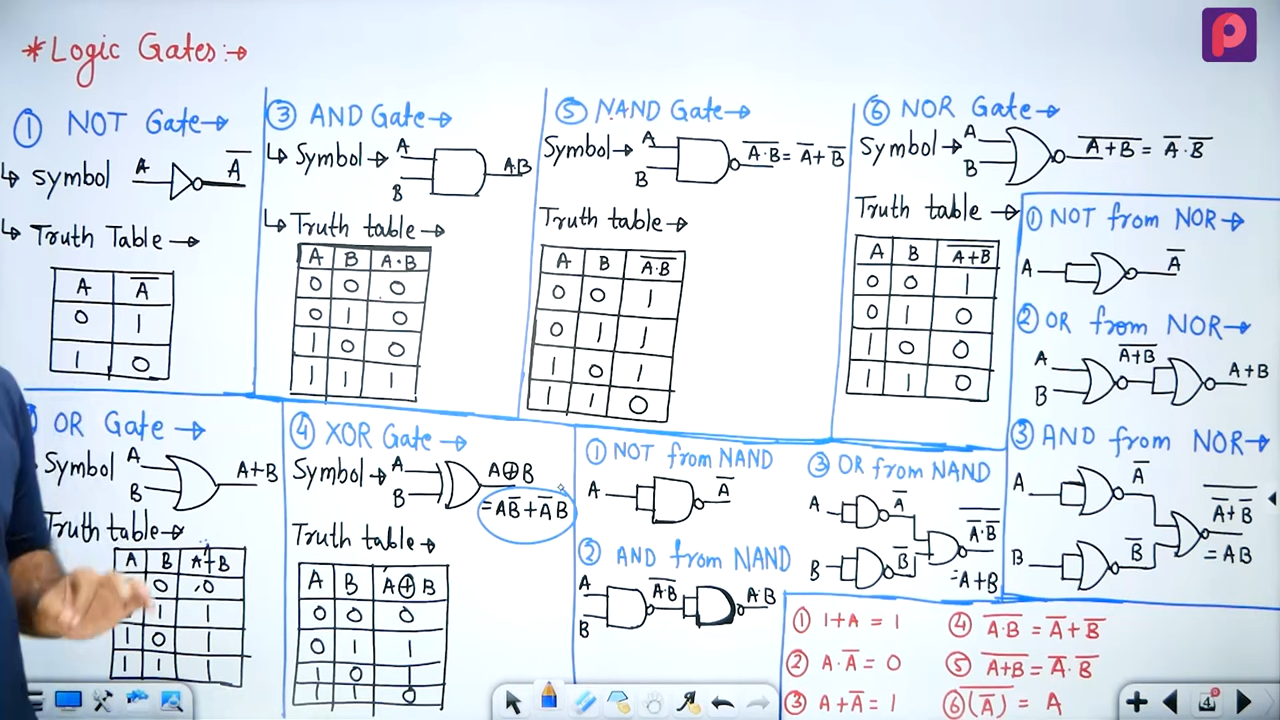 *Logic Gates:→
① NOT Gate→
↳ Symbol A A̅
↳ Truth Table→
A A̅
0 1
1 0
OR Gate→
Symbol A B A+B
Truth table→
A B A+B
0 0
1 1
1 0 1
1 1 1
③ AND Gate→
↳ Symbol→ A B A.B
↳ Truth table→
A B A·B
0 0 0
0 1 0
1 0 0
1 1 1
④ XOR Gate→
Symbol→ A B A⊕B
=AB̅+A̅B
Truth table→
A B A⊕B
0 0 0
0 1 1
1 0 1
1 1 0
⑤ NAND Gate→
Symbol→ A B \overline{A·B} = A̅+B̅
Truth table→
A B \overline{A·B}
0 0 1
0 1 1
1 0 1
1 1 0
① NOT from NAND
A A̅
② AND from NAND
A B \overline{A·B} A·B
③ OR from NAND
A A̅
B B̅
\overline{A̅·B̅}
=A+B
⑥ NOR Gate→
Symbol→ A B \overline{A+B} = A̅·B̅
Truth table→
A B \overline{A+B}
0 0 1
0 1 0
1 0 0
1 1 0
① NOT from NOR→
A A̅
② OR from NOR→
A B \overline{A+B} A+B
③ AND from NOR→
A A̅
B B̅
\overline{A̅+B̅}
=AB
① 1+A = 1
② A·A̅ = 0
③ A+A̅ = 1
④ \overline{A·B} = A̅+B̅
⑤ \overline{A+B} = A̅·B̅
⑥ \overline{(A̅)} = A
4